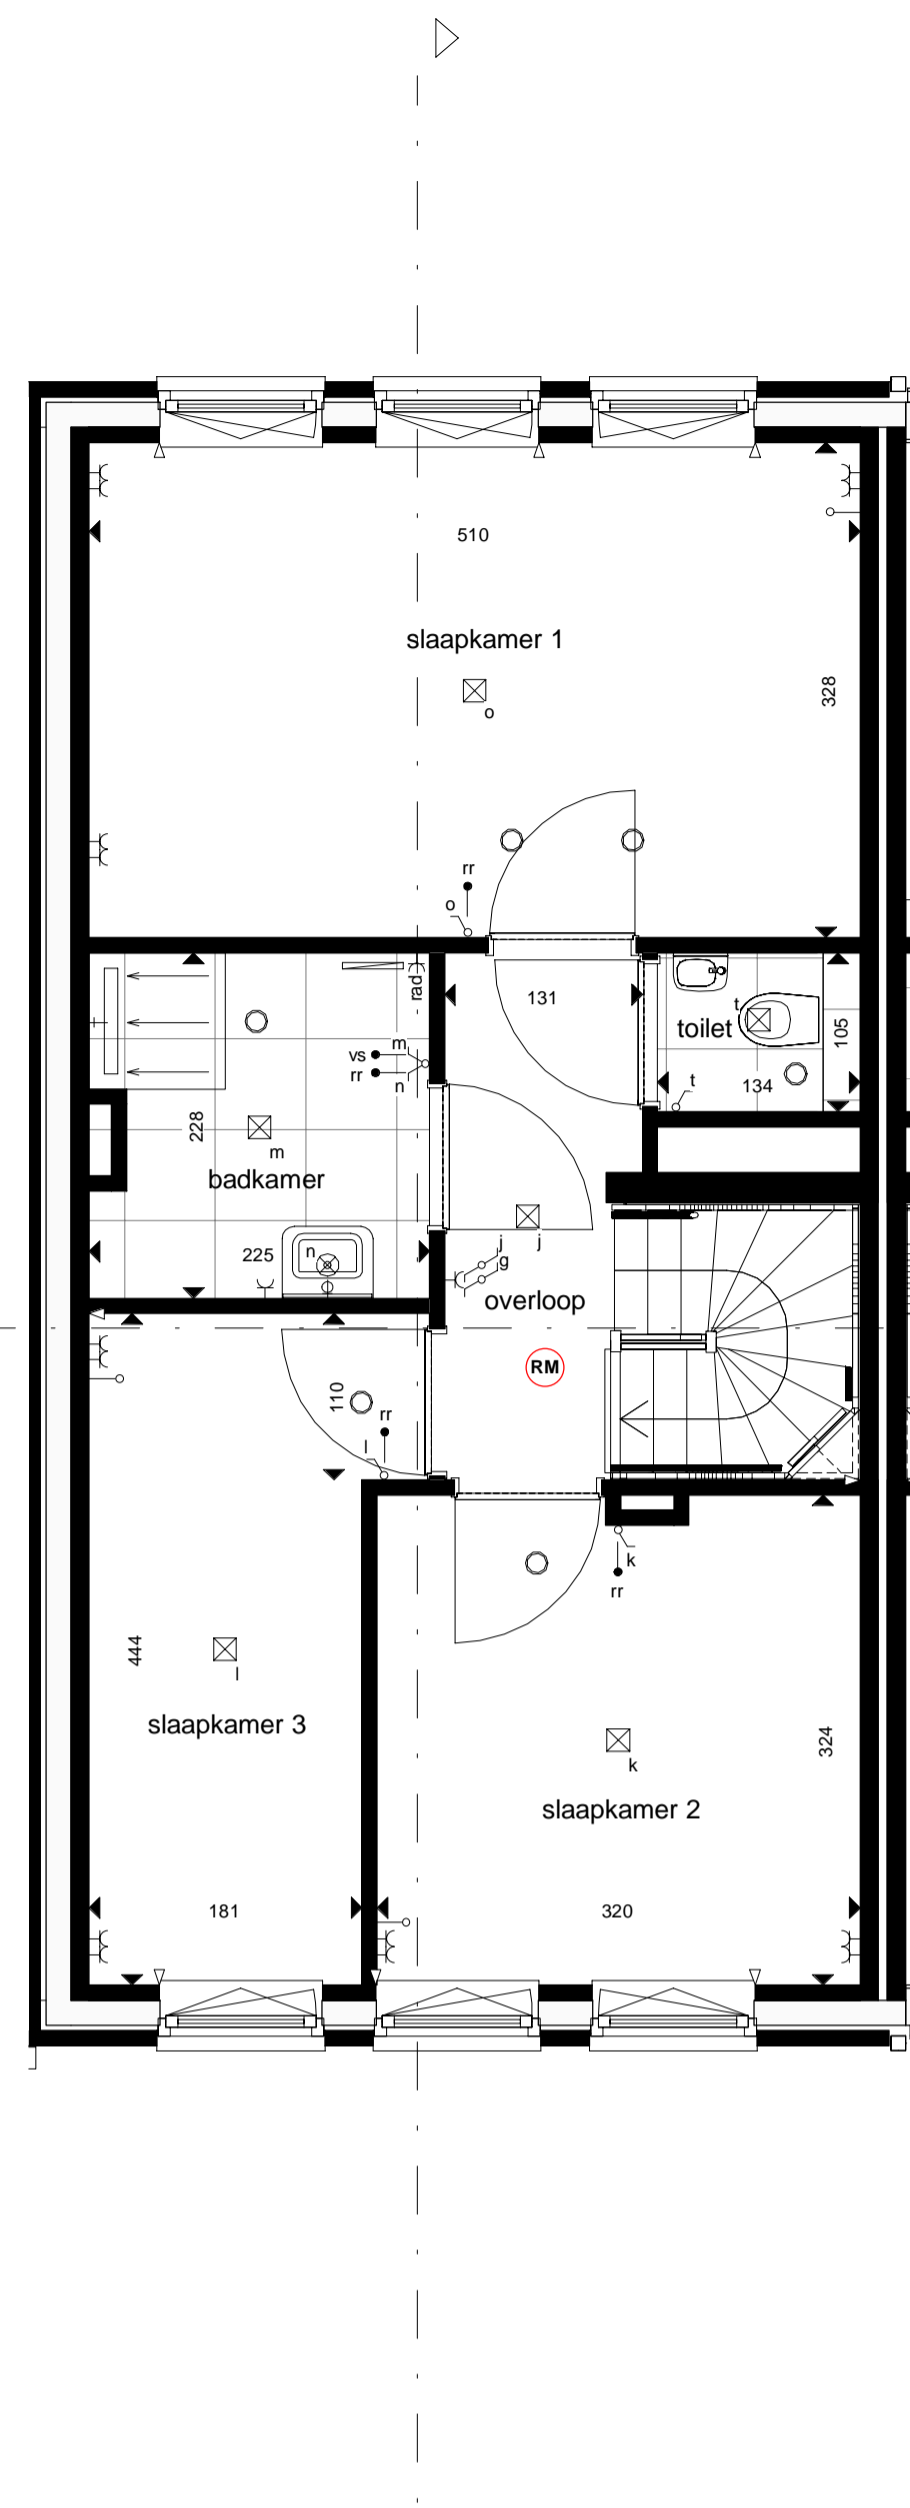 510
slaapkamer 1
328
o
rr
o
rad
131
t
toilet
105
m
vs
rr
n
t
134
228
m
badkamer
j
j
225
n
g
overloop
RM
110
rr
l
k
rr
444
l
slaapkamer 3
324
k
slaapkamer 2
181
320